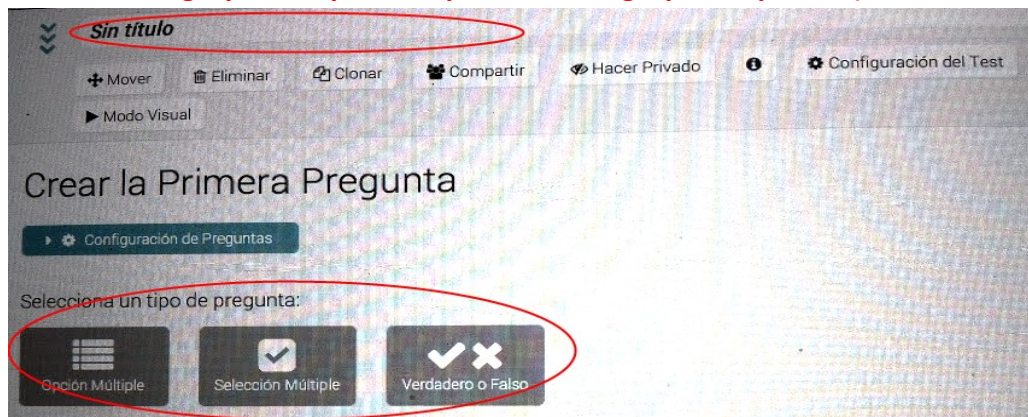 Sin título
Mover Eliminar Clonar Compartir Hacer Privado Configuración del Test
Modo Visual
Crear la Primera Pregunta
Configuración de Preguntas
Selecciona un tipo de pregunta:
Opción Múltiple Selección Múltiple Verdadero o Falso